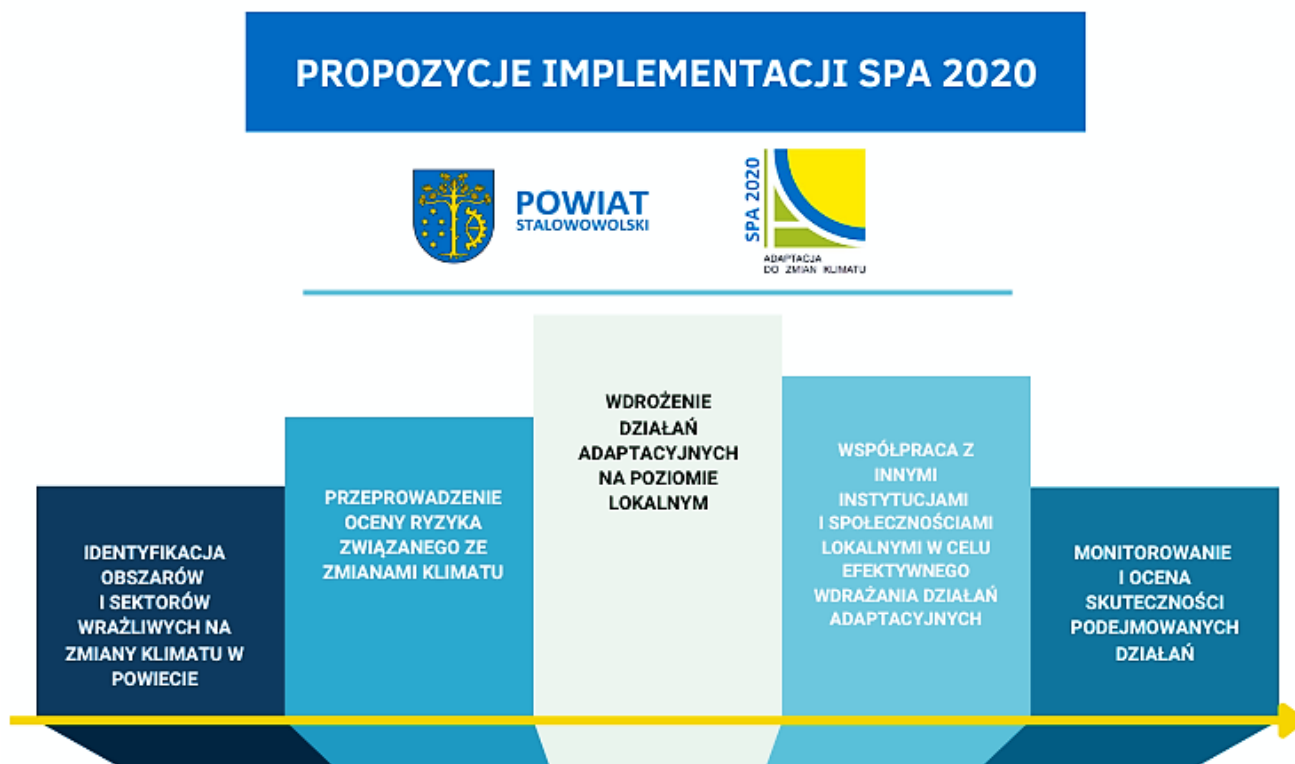 PROPOZYCJE IMPLEMENTACJI SPA 2020
POWIAT
STALOWOWOLSKI
SPA 2020
ADAPTACJA
DO ZMIAN KLIMATU
IDENTYFIKACJA
OBSZARÓW
I SEKTORÓW
WRAŻLIWYCH NA
ZMIANY KLIMATU W
POWIECIE
PRZEPROWADZENIE
OCENY RYZYKA
ZWIĄZANEGO ZE
ZMIANAMI KLIMATU
WDROŻENIE
DZIAŁAŃ
ADAPTACYJNYCH
NA POZIOMIE
LOKALNYM
WSPÓŁPRACA Z
INNYMI
INSTYTUCJAMI
I SPOŁECZNOŚCIAMI
LOKALNYMI W CELU
EFEKTYWNEGO
WDRAŻANIA DZIAŁAŃ
ADAPTACYJNYCH
MONITOROWANIE
I OCENA
SKUTECZNOŚCI
PODEJMOWANYCH
DZIAŁAŃ